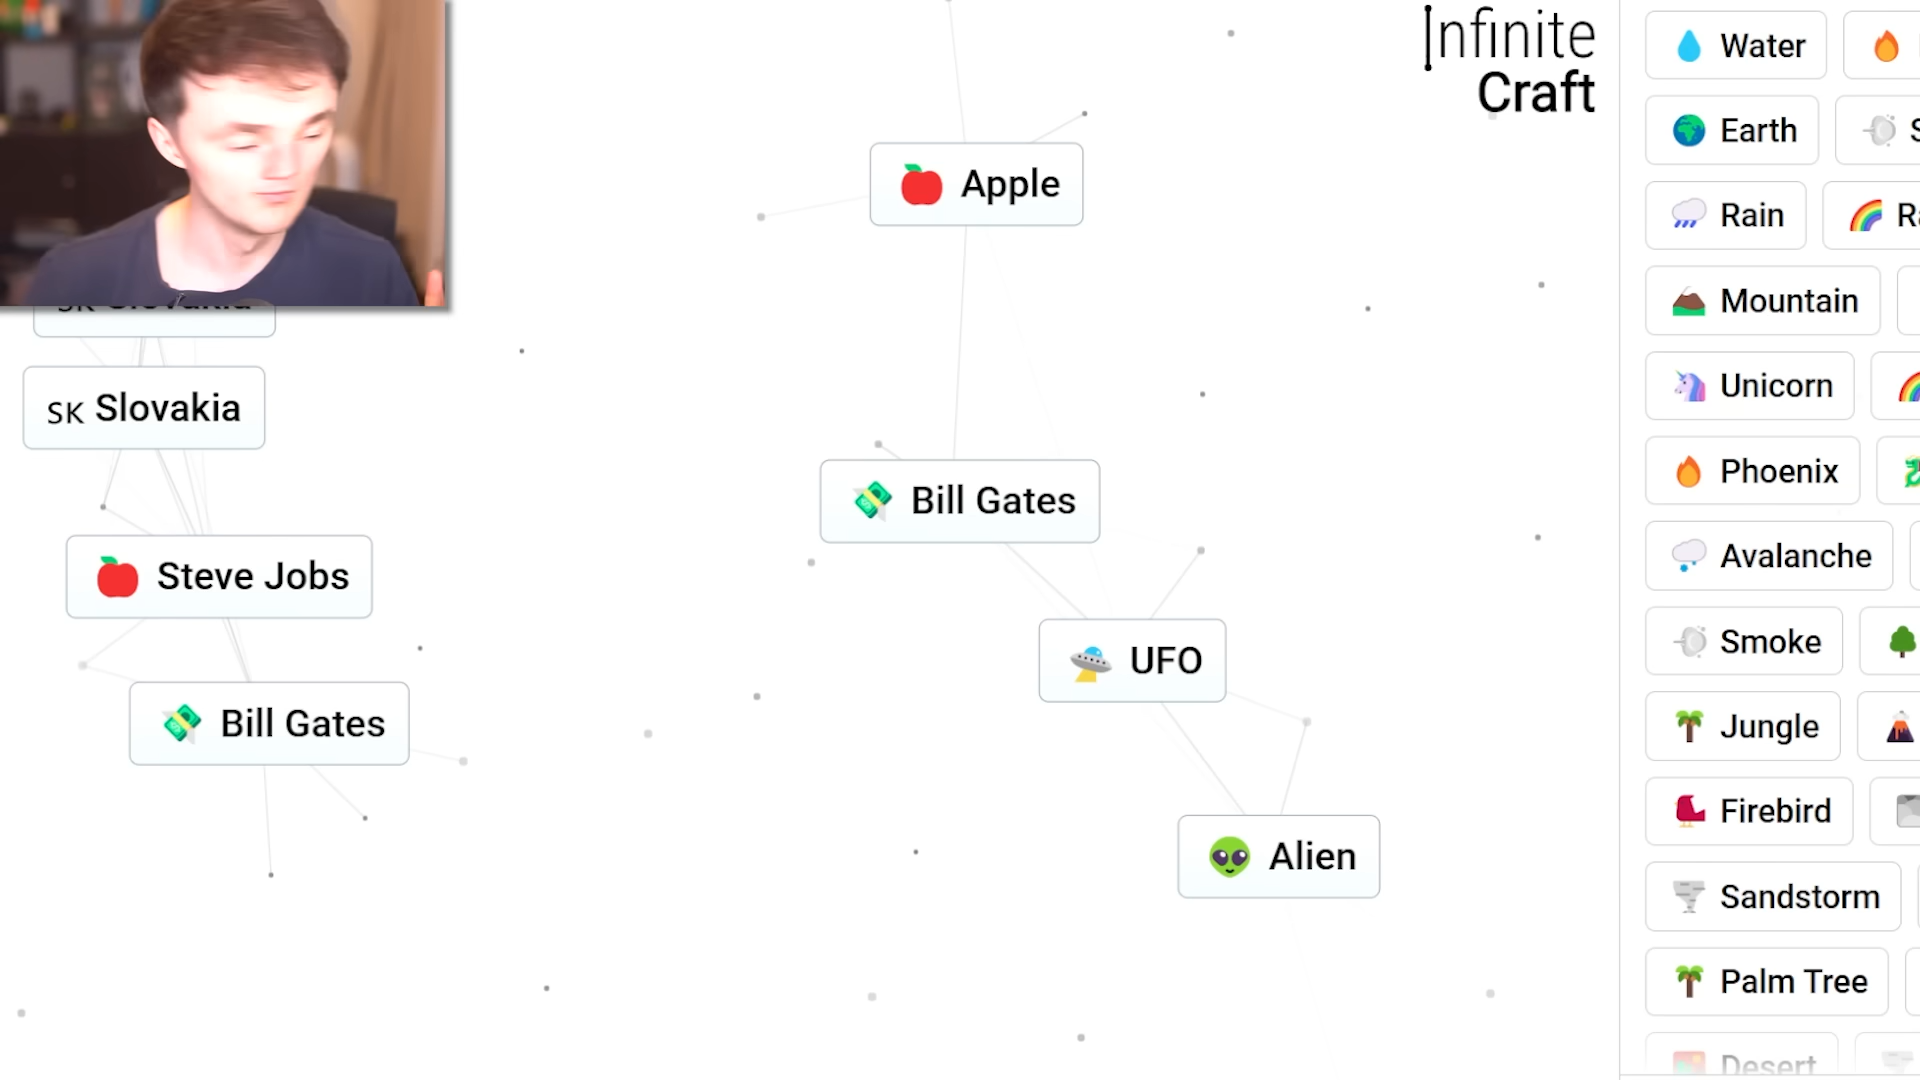 Infinite
Craft
Apple
SK Slovakia
SK Slovakia
Steve Jobs
Bill Gates
Bill Gates
UFO
Alien
Water
Earth
Rain
Mountain
Unicorn
Phoenix
Avalanche
Smoke
Jungle
Firebird
Sandstorm
Palm Tree
Desert